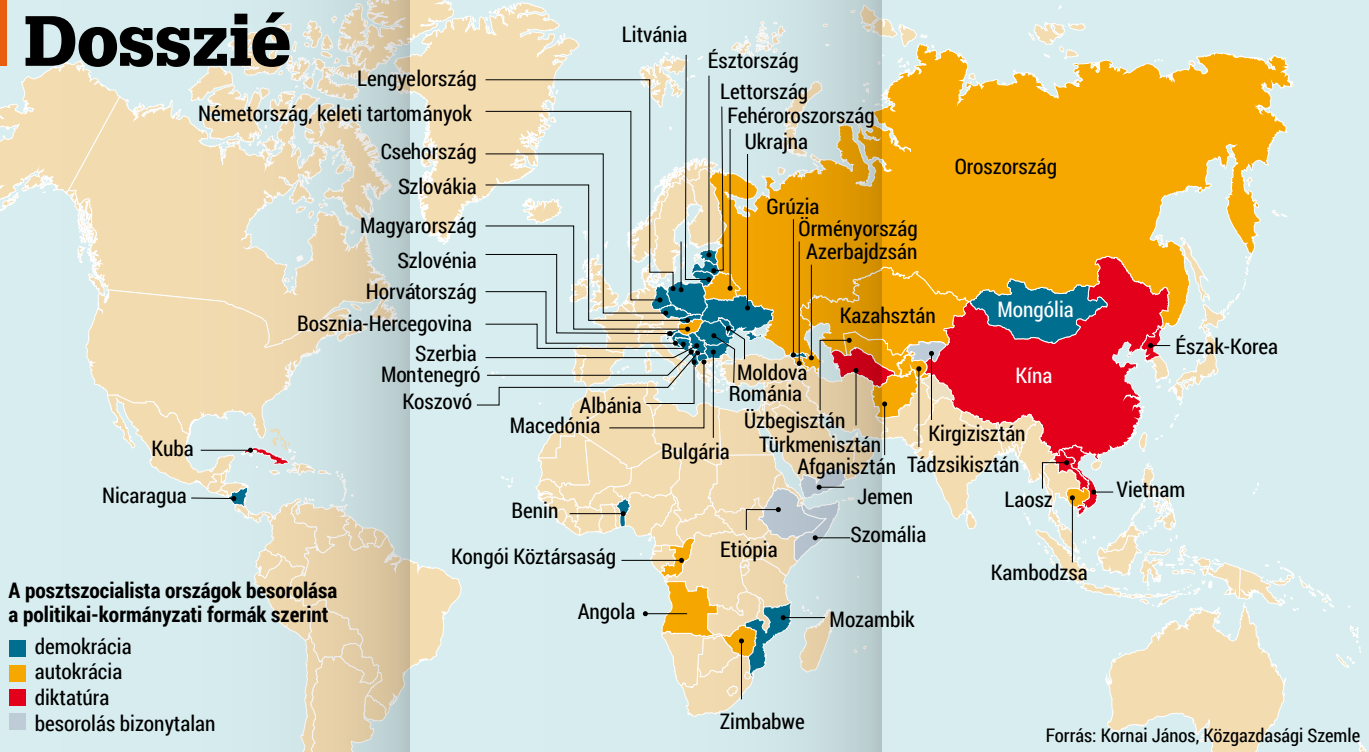 Dosszié
Litvánia
Észtország
Lengyelország
Lettország
Németország, keleti tartományok
Fehéroroszország
Ukrajna
Csehország
Oroszország
Szlovákia
Grúzia
Magyarország
Örményország
Azerbajdzsán
Szlovénia
Horvátország
Mongólia
Kazahsztán
Bosznia-Hercegovina
Észak-Korea
Szerbia
Montenegró
Moldova
Kína
Románia
Koszovó
Albánia
Macedónia
Üzbegisztán
Kirgizisztán
Türkmenisztán
Bulgária
Afganisztán
Tádzsikisztán
Kuba
Nicaragua
Jemen
Laosz
Vietnam
Benin
Szomália
Etiópia
Kongói Köztársaság
Kambodzsa
Angola
Mozambik
Zimbabwe
A posztszocialista országok besorolása
a politikai-kormányzati formák szerint
demokrácia
autokrácia
diktatúra
besorolás bizonytalan
Forrás: Kornai János, Közgazdasági Szemle